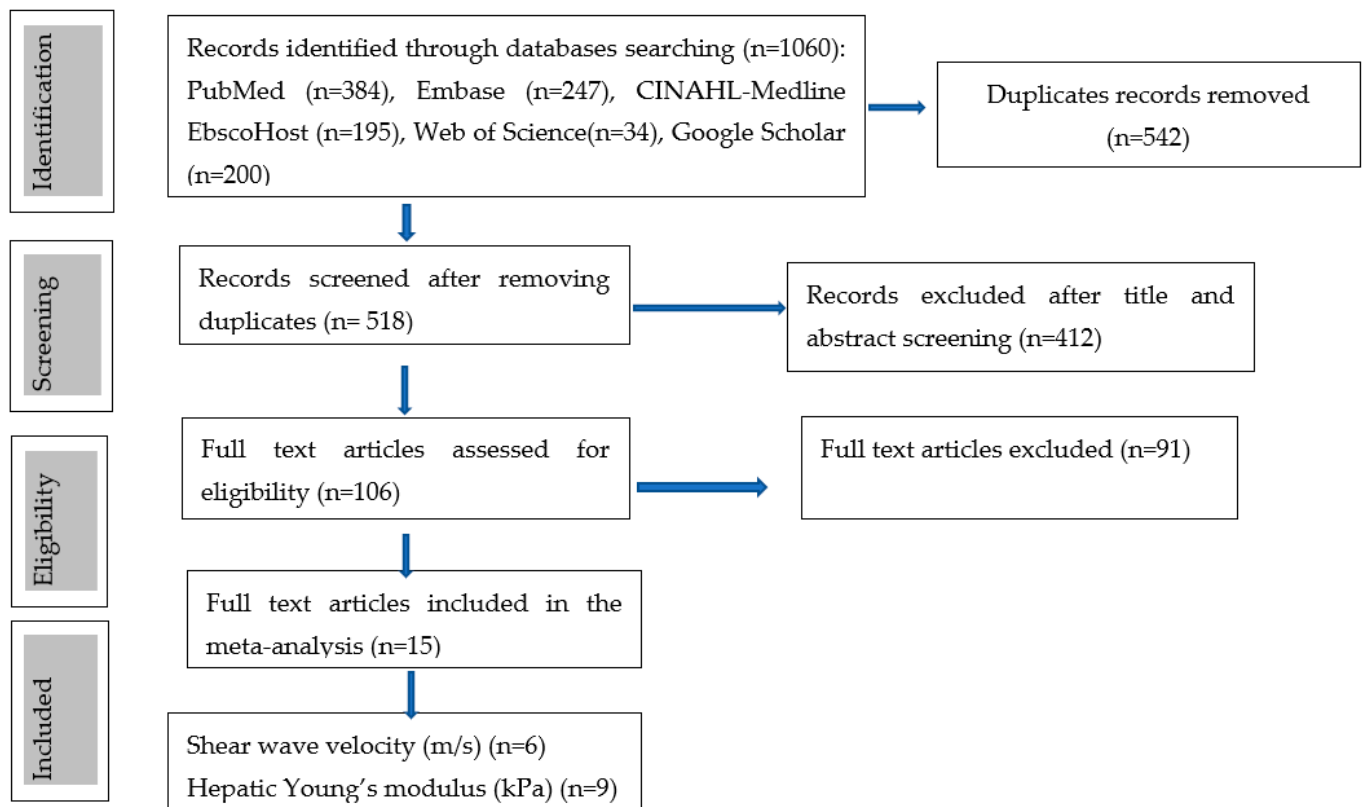 Identification
Records identified through databases searching (n=1060):
PubMed (n=384), Embase (n=247), CINAHL-Medline
EbscoHost (n=195), Web of Science(n=34), Google Scholar
(n=200)
Duplicates records removed
(n=542)
Screening
Records screened after removing
duplicates (n= 518)
Records excluded after title and
abstract screening (n=412)
Eligibility
Full text articles assessed for
eligibility (n=106)
Full text articles excluded (n=91)
Included
Full text articles included in the
meta-analysis (n=15)
Shear wave velocity (m/s) (n=6)
Hepatic Young's modulus (kPa) (n=9)